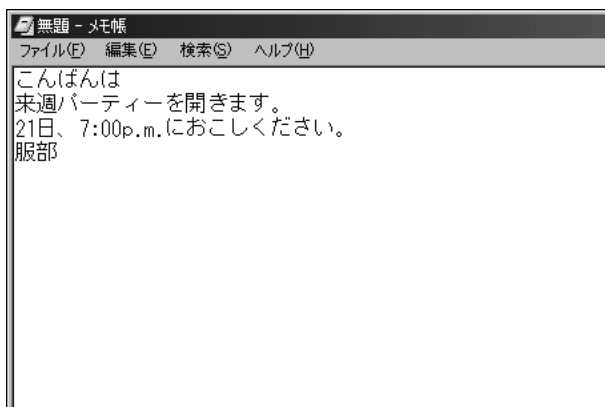 無題 - メモ帳
ファイル(F) 編集(E) 検索(S) ヘルプ(H)
こんばんは
来週パーティーを開きます。
21日、7:00p.m.におこしください。
服部